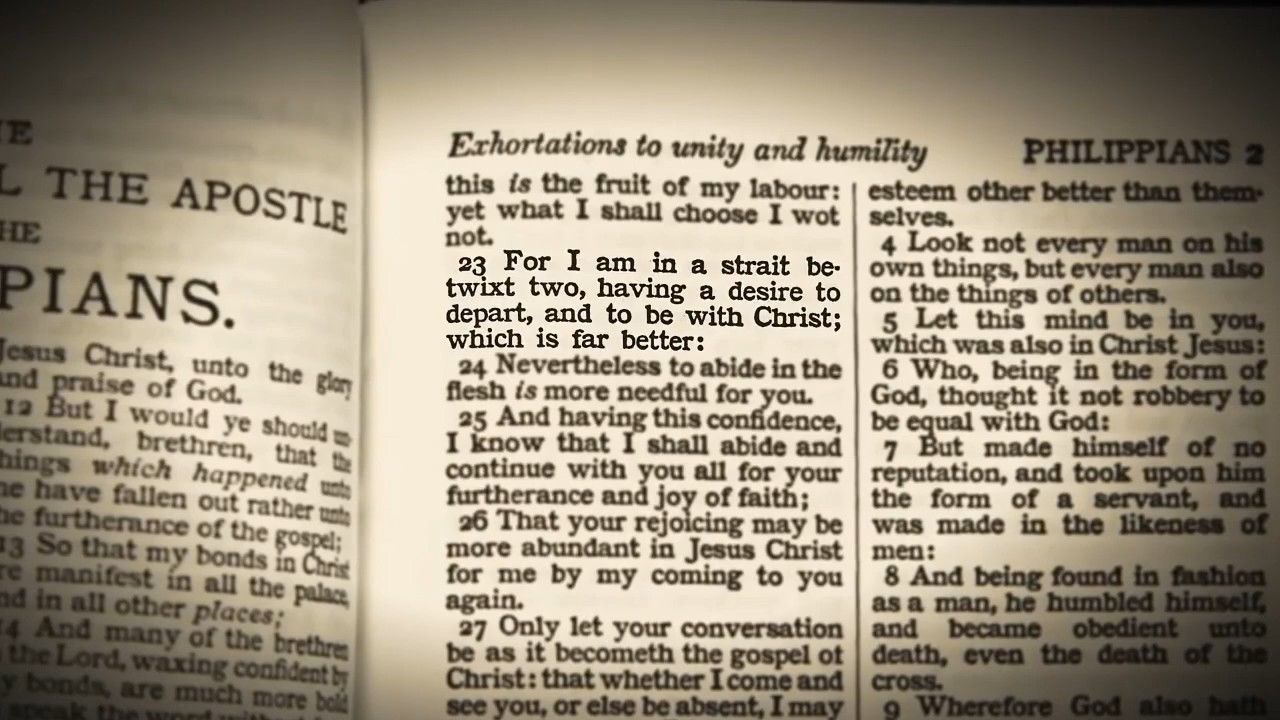 THE APOSTLE
HE
PIANS.
Jesus Christ, unto the glory
and praise of God.
12 But I would ye should
derstand, brethren, that the
things which happened unto
me have fallen out rather unto
the furtherance of the gospel;
13 So that my bonds in Christ
are manifest in all the palace,
and in all other places;
14 And many of the brethren
the Lord, waxing confident by
my bonds, are much more bold
speak the word
Exhortations to unity and humility
PHILIPPIANS 2
this is the fruit of my labour:
yet what I shall choose I wot
not.
23 For I am in a strait be-
twixt two, having a desire to
depart, and to be with Christ;
which is far better:
24 Nevertheless to abide in the
flesh is more needful for you.
25 And having this confidence,
I know that I shall abide and
continue with you all for your
furtherance and joy of faith;
26 That your rejoicing may be
more abundant in Jesus Christ
for me by my coming to you
again.
27 Only let your conversation
be as it becometh the gospel of
Christ: that whether I come and
see you, or else be absent, I may
esteem other better than them-
selves.
4 Look not every man on his
own things, but every man also
on the things of others.
5 Let this mind be in you,
which was also in Christ Jesus:
6 Who, being in the form of
God, thought it not robbery to
be equal with God:
7 But made himself of no
reputation, and took upon him
the form of a servant, and
was made in the likeness of
men:
8 And being found in fashion
as a man, he humbled himself,
and became obedient unto
death, even the death of the
cross.
9 Wherefore God also hath